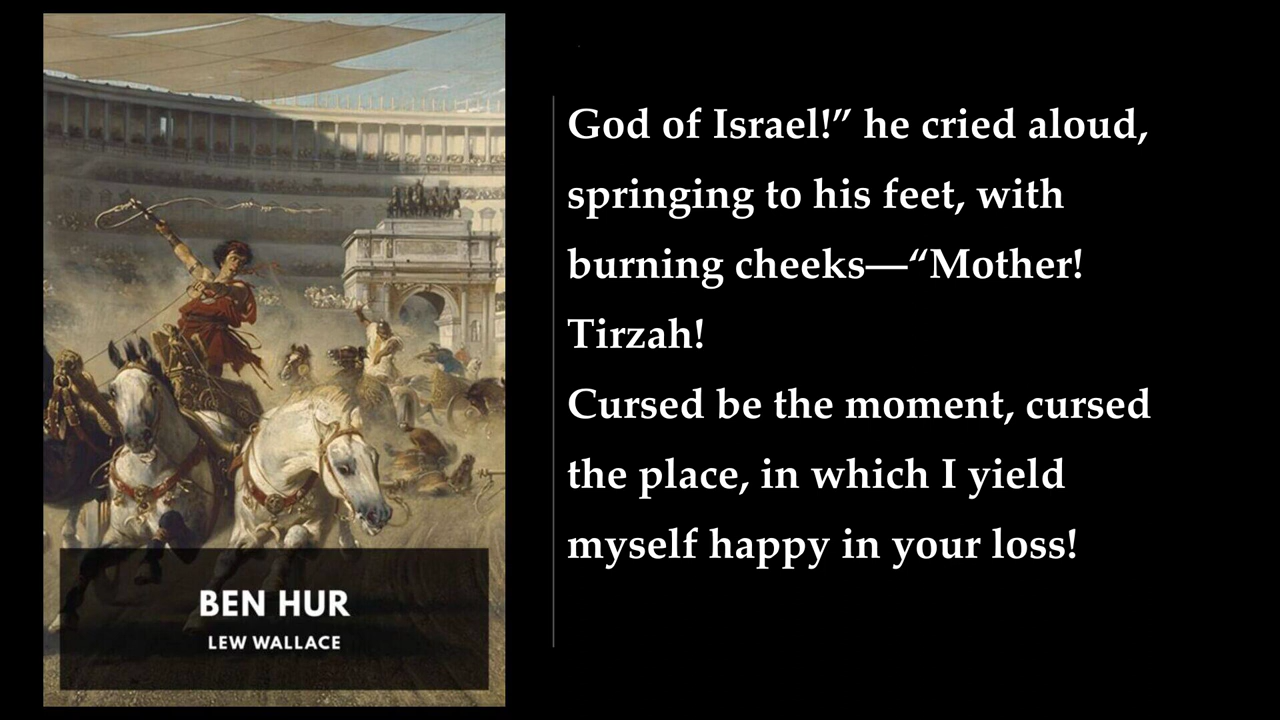 BEN HUR
LEW WALLACE
God of Israel!” he cried aloud,
springing to his feet, with
burning cheeks—“Mother!
Tirzah!
Cursed be the moment, cursed
the place, in which I yield
myself happy in your loss!